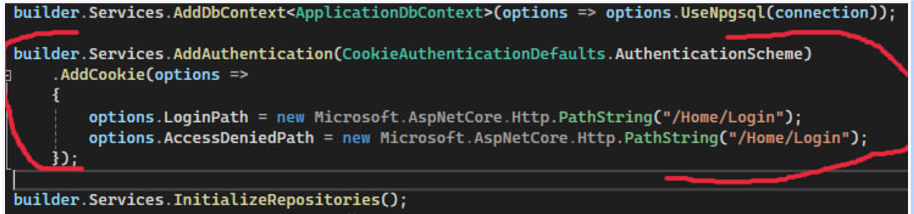 builder.Services.AddDbContext<ApplicationDbContext>(options => options.UseNpgsql(connection));
builder.Services.AddAuthentication(CookieAuthenticationDefaults.AuthenticationScheme)
.AddCookie(options =>
{
options.LoginPath = new Microsoft.AspNetCore.Http.PathString("/Home/Login");
options.AccessDeniedPath = new Microsoft.AspNetCore.Http.PathString("/Home/Login");
});
builder.Services.InitializeRepositories();